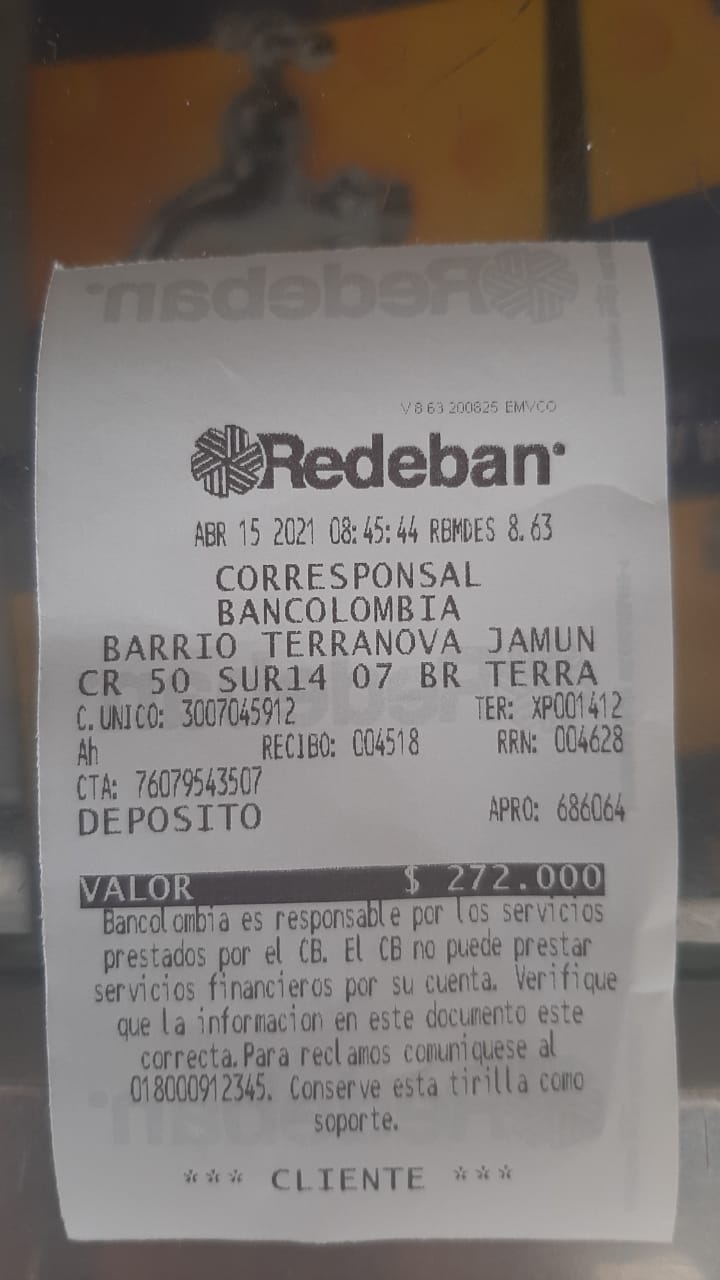 V 8 63 200825 EMVCO
Redeban
ABR 15 2021 08:45:44 RBMDES 8.63
CORRESPONSAL
BANCOLOMBIA
BARRIO TERRANOVA JAMUN
CR 50 SUR14 07 BR TERRA
C. UNICO: 3007045912 TER: XP001412
Ah RECIBO: 004518 RRN: 004628
CTA: 76079543507
DEPOSITO APRO: 686064
VALOR $ 272.000
Bancolombia es responsable por los servicios
prestados por el CB. El CB no puede prestar
servicios financieros por su cuenta. Verifique
que la informacion en este documento este
correcta. Para reclamos comuniquese al
018000912345. Conserve esta tirilla como
soporte.
*** CLIENTE ***